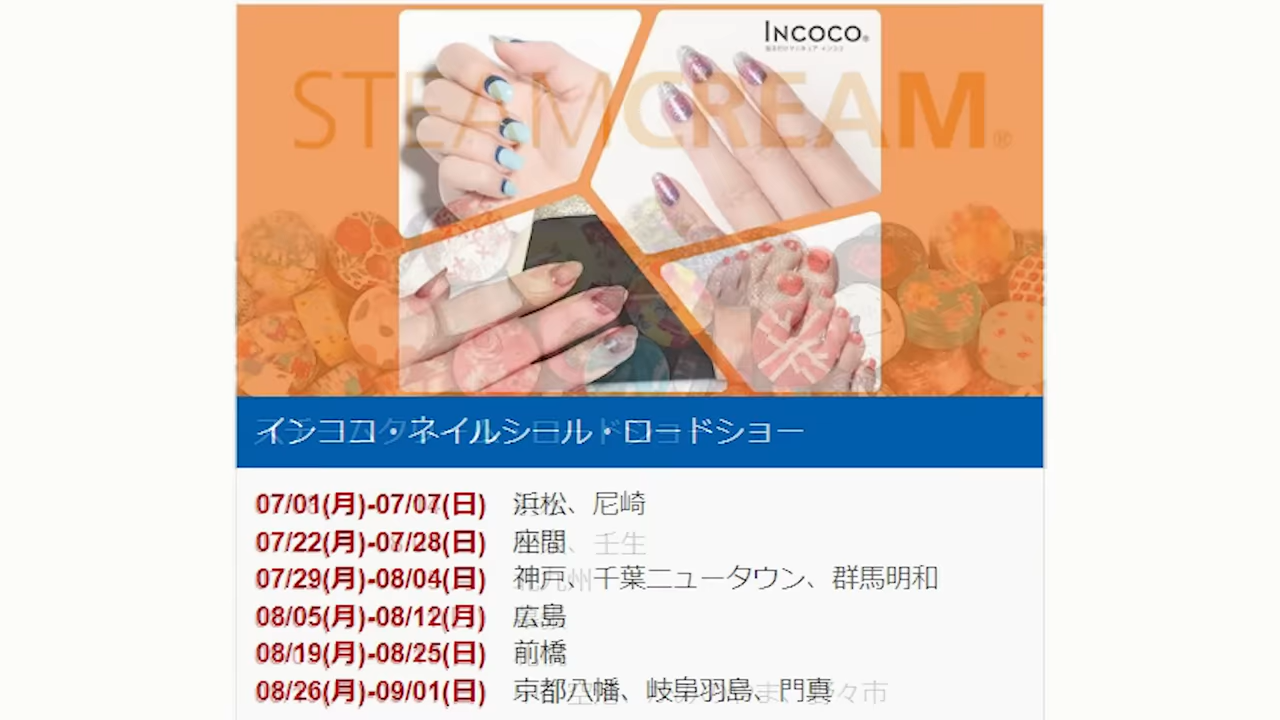 INCOCO®
STEAMCREAM®
インココ・ネイルシール・ロードショー
07/01(月)-07/07(日) 浜松、尼崎
07/22(月)-07/28(日) 座間、壬生
07/29(月)-08/04(日) 神戸、千葉ニュータウン、群馬明和
08/05(月)-08/12(月) 広島
08/19(月)-08/25(日) 前橋
08/26(月)-09/01(日) 京都八幡、岐阜羽島、門真